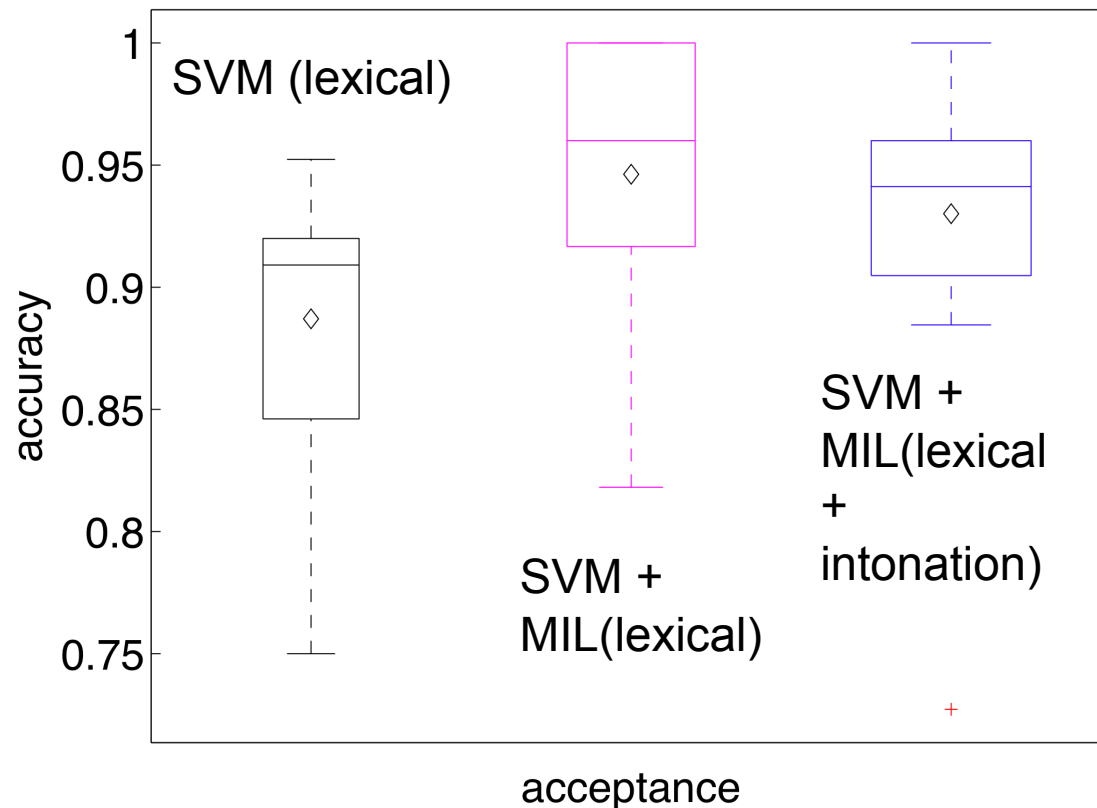 1
SVM (lexical)
0.95
0.9
accuracy
0.85
SVM +
MIL(lexical
+
intonation)
0.8
SVM +
MIL(lexical)
0.75
acceptance